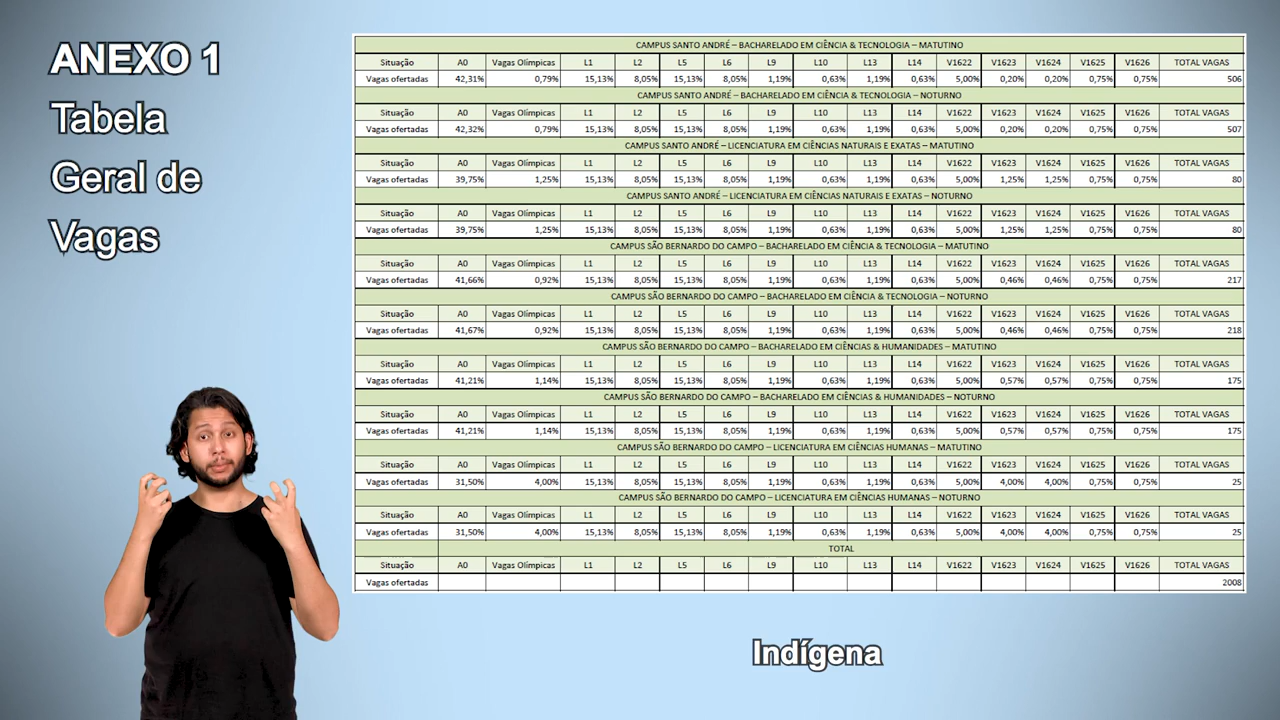 ANEXO 1
Tabela
Geral de
Vagas
CAMPUS SANTO ANDRÉ – BACHARELADO EM CIÊNCIA & TECNOLOGIA – MATUTINO
Situação A0 Vagas Olímpicas L1 L2 L5 L6 L9 L10 L13 L14 V1622 V1623 V1624 V1625 V1626 TOTAL VAGAS
Vagas ofertadas 42,31% 0,79% 15,13% 8,05% 15,13% 8,05% 1,19% 0,63% 1,19% 0,63% 5,00% 0,20% 0,20% 0,75% 0,75% 506
CAMPUS SANTO ANDRÉ – BACHARELADO EM CIÊNCIA & TECNOLOGIA – NOTURNO
Situação A0 Vagas Olímpicas L1 L2 L5 L6 L9 L10 L13 L14 V1622 V1623 V1624 V1625 V1626 TOTAL VAGAS
Vagas ofertadas 42,32% 0,79% 15,13% 8,05% 15,13% 8,05% 1,19% 0,63% 1,19% 0,63% 5,00% 0,20% 0,20% 0,75% 0,75% 507
CAMPUS SANTO ANDRÉ – LICENCIATURA EM CIÊNCIAS NATURAIS E EXATAS – MATUTINO
Situação A0 Vagas Olímpicas L1 L2 L5 L6 L9 L10 L13 L14 V1622 V1623 V1624 V1625 V1626 TOTAL VAGAS
Vagas ofertadas 39,75% 1,25% 15,13% 8,05% 15,13% 8,05% 1,19% 0,63% 1,19% 0,63% 5,00% 1,25% 1,25% 0,75% 0,75% 80
CAMPUS SANTO ANDRÉ – LICENCIATURA EM CIÊNCIAS NATURAIS E EXATAS – NOTURNO
Situação A0 Vagas Olímpicas L1 L2 L5 L6 L9 L10 L13 L14 V1622 V1623 V1624 V1625 V1626 TOTAL VAGAS
Vagas ofertadas 39,75% 1,25% 15,13% 8,05% 15,13% 8,05% 1,19% 0,63% 1,19% 0,63% 5,00% 1,25% 1,25% 0,75% 0,75% 80
CAMPUS SÃO BERNARDO DO CAMPO – BACHARELADO EM CIÊNCIA & TECNOLOGIA – MATUTINO
Situação A0 Vagas Olímpicas L1 L2 L5 L6 L9 L10 L13 L14 V1622 V1623 V1624 V1625 V1626 TOTAL VAGAS
Vagas ofertadas 41,66% 0,92% 15,13% 8,05% 15,13% 8,05% 1,19% 0,63% 1,19% 0,63% 5,00% 0,46% 0,46% 0,75% 0,75% 217
CAMPUS SÃO BERNARDO DO CAMPO – BACHARELADO EM CIÊNCIA & TECNOLOGIA – NOTURNO
Situação A0 Vagas Olímpicas L1 L2 L5 L6 L9 L10 L13 L14 V1622 V1623 V1624 V1625 V1626 TOTAL VAGAS
Vagas ofertadas 41,67% 0,92% 15,13% 8,05% 15,13% 8,05% 1,19% 0,63% 1,19% 0,63% 5,00% 0,46% 0,46% 0,75% 0,75% 218
CAMPUS SÃO BERNARDO DO CAMPO – BACHARELADO EM CIÊNCIAS & HUMANIDADES – MATUTINO
Situação A0 Vagas Olímpicas L1 L2 L5 L6 L9 L10 L13 L14 V1622 V1623 V1624 V1625 V1626 TOTAL VAGAS
Vagas ofertadas 41,21% 1,14% 15,13% 8,05% 15,13% 8,05% 1,19% 0,63% 1,19% 0,63% 5,00% 0,57% 0,57% 0,75% 0,75% 175
CAMPUS SÃO BERNARDO DO CAMPO – BACHARELADO EM CIÊNCIAS & HUMANIDADES – NOTURNO
Situação A0 Vagas Olímpicas L1 L2 L5 L6 L9 L10 L13 L14 V1622 V1623 V1624 V1625 V1626 TOTAL VAGAS
Vagas ofertadas 41,21% 1,14% 15,13% 8,05% 15,13% 8,05% 1,19% 0,63% 1,19% 0,63% 5,00% 0,57% 0,57% 0,75% 0,75% 175
CAMPUS SÃO BERNARDO DO CAMPO – LICENCIATURA EM CIÊNCIAS HUMANAS – MATUTINO
Situação A0 Vagas Olímpicas L1 L2 L5 L6 L9 L10 L13 L14 V1622 V1623 V1624 V1625 V1626 TOTAL VAGAS
Vagas ofertadas 31,50% 4,00% 15,13% 8,05% 15,13% 8,05% 1,19% 0,63% 1,19% 0,63% 5,00% 4,00% 4,00% 0,75% 0,75% 25
CAMPUS SÃO BERNARDO DO CAMPO – LICENCIATURA EM CIÊNCIAS HUMANAS – NOTURNO
Situação A0 Vagas Olímpicas L1 L2 L5 L6 L9 L10 L13 L14 V1622 V1623 V1624 V1625 V1626 TOTAL VAGAS
Vagas ofertadas 31,50% 4,00% 15,13% 8,05% 15,13% 8,05% 1,19% 0,63% 1,19% 0,63% 5,00% 4,00% 4,00% 0,75% 0,75% 25
TOTAL
Situação A0 Vagas Olímpicas L1 L2 L5 L6 L9 L10 L13 L14 V1622 V1623 V1624 V1625 V1626 TOTAL VAGAS
Vagas ofertadas 2008
Indígena